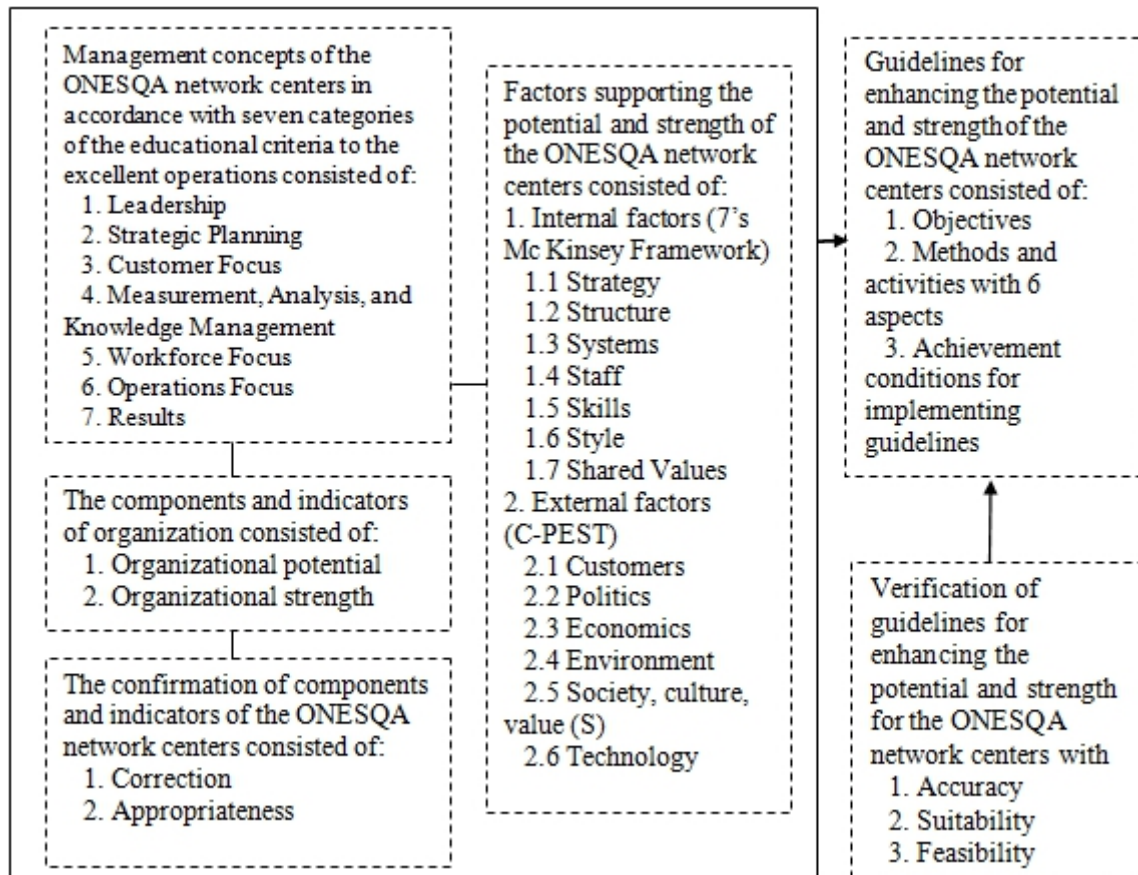 Management concepts of the
ONESQA network centers in
accordance with seven categories
of the educational criteria to the
excellent operations consisted of:
1. Leadership
2. Strategic Planning
3. Customer Focus
4. Measurement, Analysis, and
Knowledge Management
5. Workforce Focus
6. Operations Focus
7. Results
The components and indicators
of organization consisted of:
1. Organizational potential
2. Organizational strength
The confirmation of components
and indicators of the ONESQA
network centers consisted of:
1. Correction
2. Appropriateness
Factors supporting the
potential and strength of
the ONESQA network
centers consisted of:
1. Internal factors (7's
Mc Kinsey Framework)
1.1 Strategy
1.2 Structure
1.3 Systems
1.4 Staff
1.5 Skills
1.6 Style
1.7 Shared Values
2. External factors
(C-PEST)
2.1 Customers
2.2 Politics
2.3 Economics
2.4 Environment
2.5 Society, culture,
value (S)
2.6 Technology
Guidelines for
enhancing the potential
and strength of the
ONESQA network
centers consisted of:
1. Objectives
2. Methods and
activities with 6
aspects
3. Achievement
conditions for
implementing
guidelines
Verification of
guidelines for
enhancing the
potential and strength
for the ONESQA
network centers with
1. Accuracy
2. Suitability
3. Feasibility